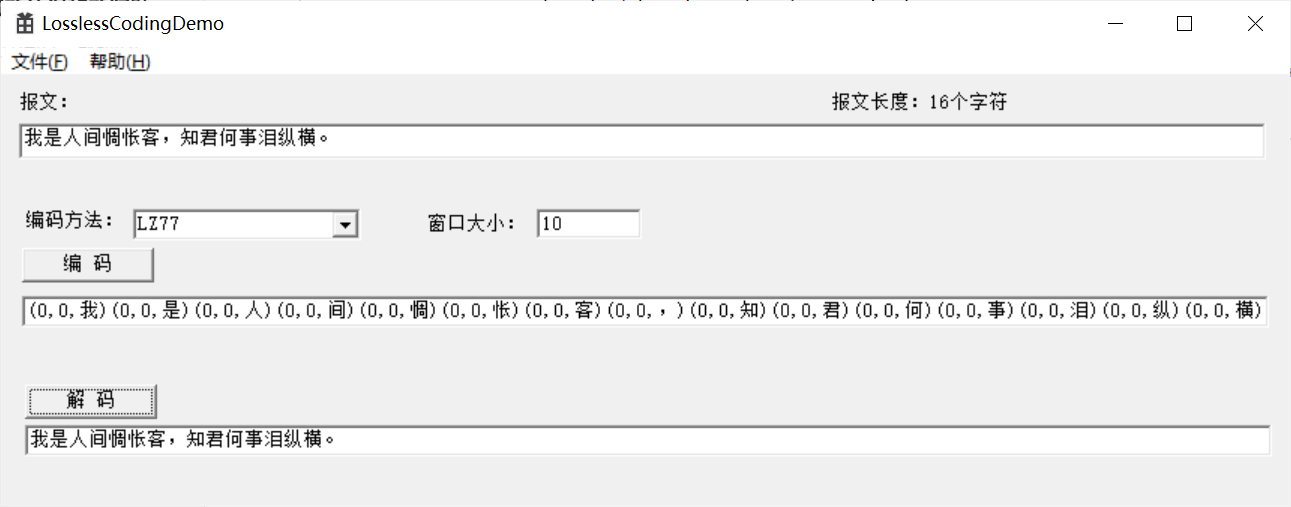 LosslesCodingDemo
文件(F) 帮助(H)
报文: 报文长度: 16个字符
我是人间惆怅客，知君何事泪纵横。
编码方法: LZ77 窗口大小: 10
编 码
(0,0,我)(0,0,是)(0,0,人)(0,0,间)(0,0,惆)(0,0,怅)(0,0,客)(0,0,，)(0,0,知)(0,0,君)(0,0,何)(0,0,事)(0,0,泪)(0,0,纵)(0,0,横)
解 码
我是人间惆怅客，知君何事泪纵横。